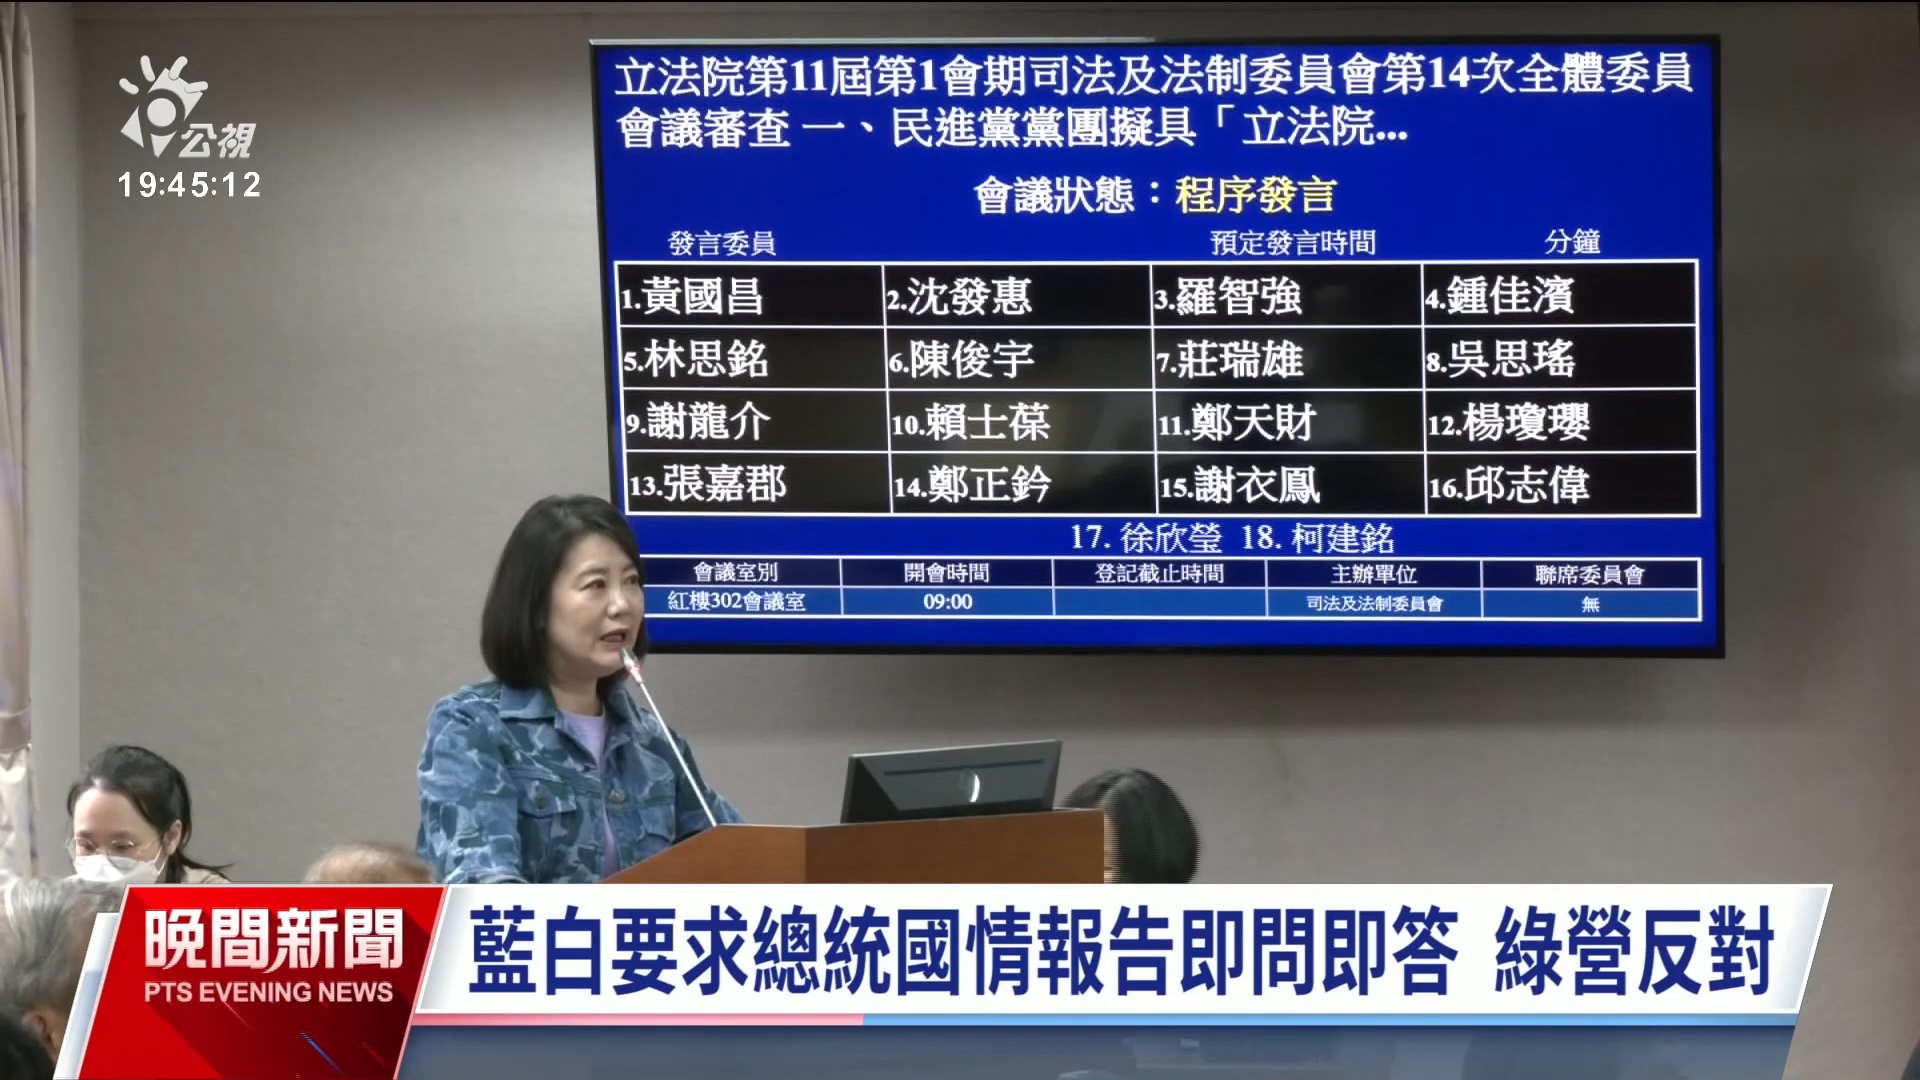 公視
19:45:12
立法院第11屆第1會期司法及法制委員會第14次全體委員
會議審查 一、民進黨黨團擬具「立法院...
會議狀態：程序發言
發言委員 預定發言時間 分鐘
1.黃國昌 2.沈發惠 3.羅智強 4.鍾佳濱
5.林思銘 6.陳俊宇 7.莊瑞雄 8.吳思瑤
9.謝龍介 10.賴士葆 11.鄭天財 12.楊瓊瓔
13.張嘉郡 14.鄭正鈐 15.謝衣鳳 16.邱志偉
17. 徐欣瑩 18. 柯建銘
會議室別 開會時間 登記截止時間 主辦單位 聯席委員會
紅樓302會議室 09:00 司法及法制委員會 無
晚間新聞
PTS EVENING NEWS
藍白要求總統國情報告即問即答 綠營反對